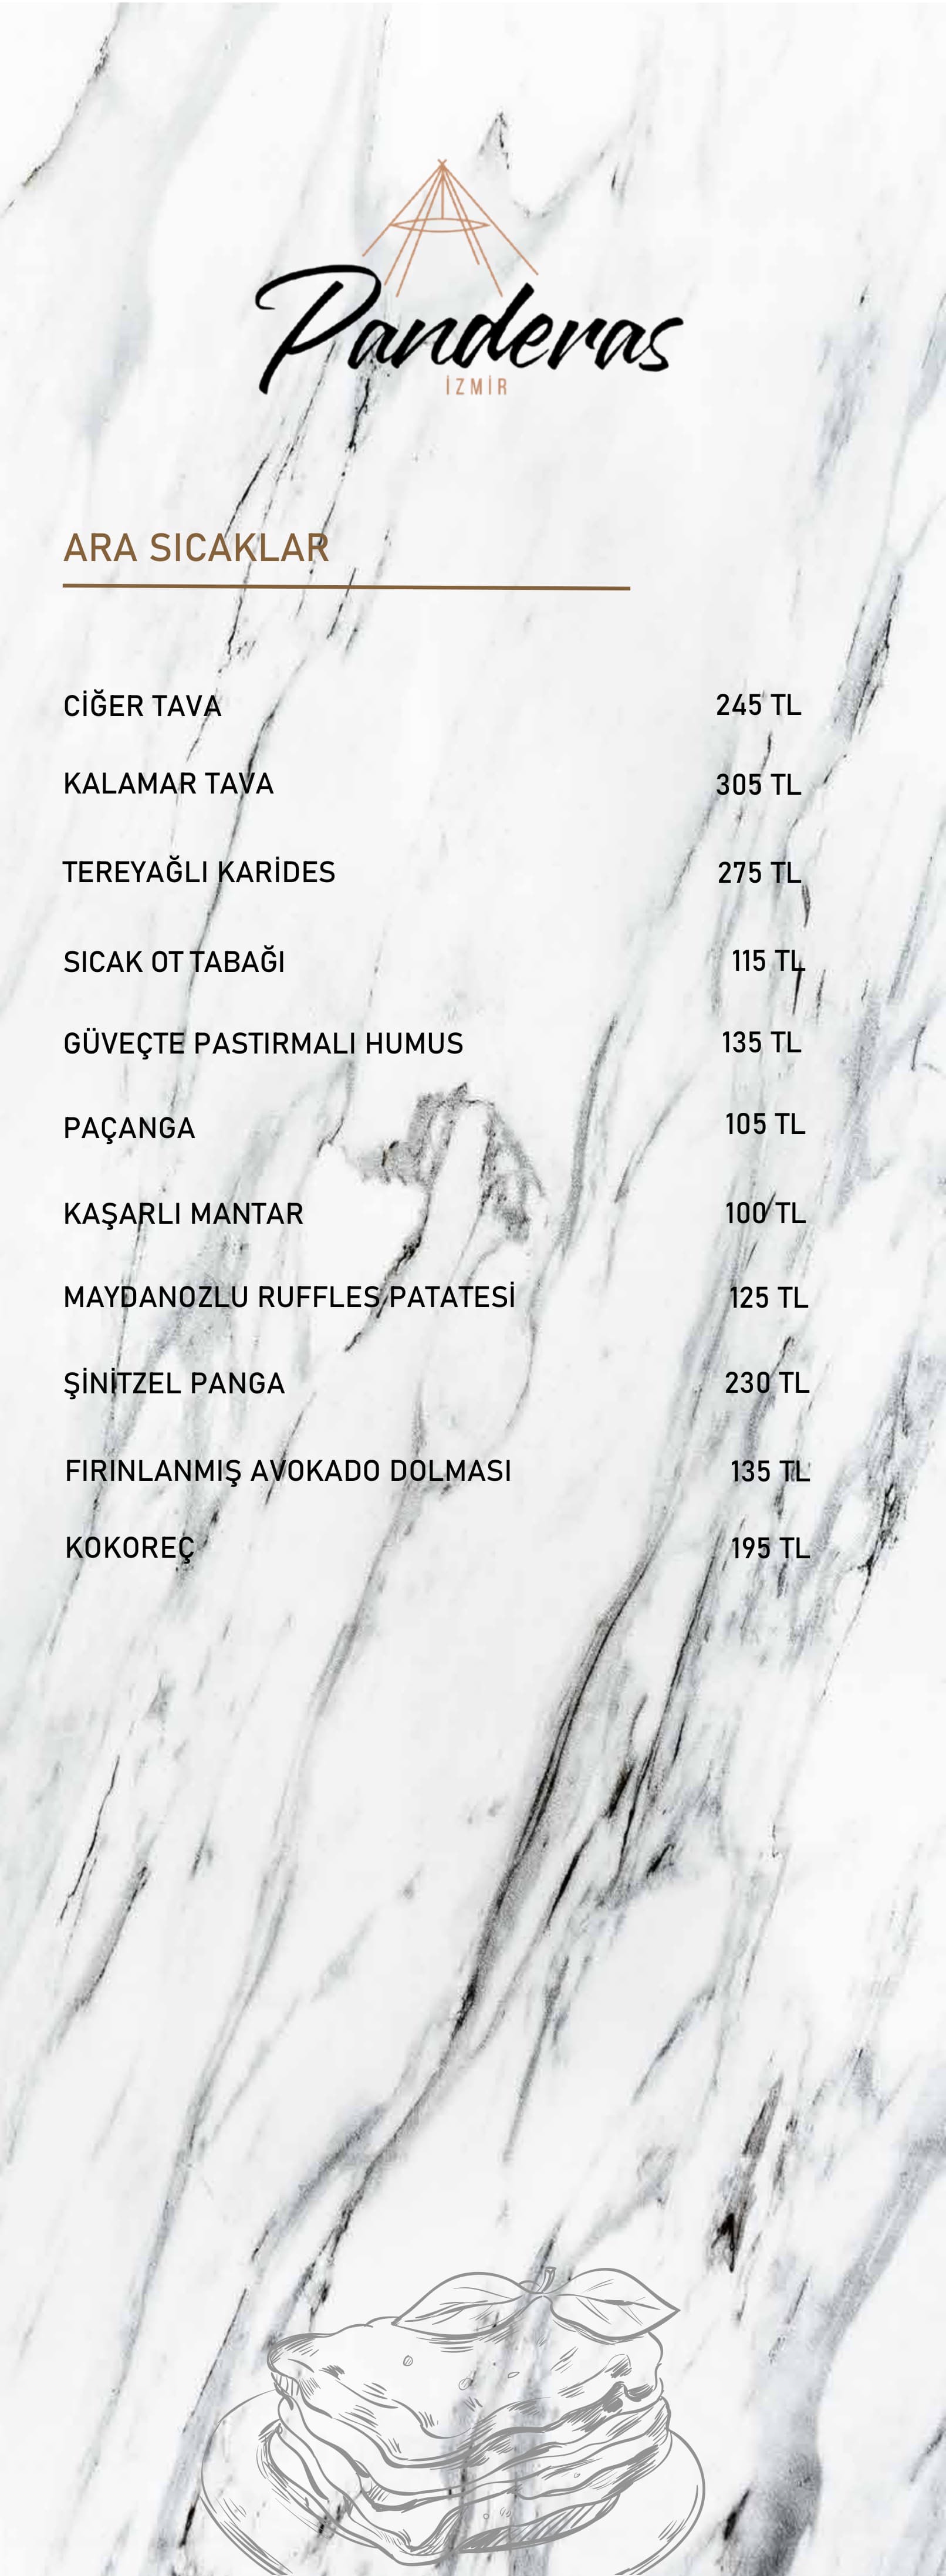 Panderas
İZMİR
ARA SICAKLAR
CİĞER TAVA 245 TL
KALAMAR TAVA 305 TL
TEREYAĞLI KARİDES 275 TL
SICAK OT TABAĞI 115 TL
GÜVEÇTE PASTIRMALI HUMUS 135 TL
PAÇANGA 105 TL
KAŞARLI MANTAR 100 TL
MAYDANOZLU RUFFLES PATATESİ 125 TL
ŞİNİTZEL PANGA 230 TL
FIRINLANMIŞ AVOKADO DOLMASI 135 TL
KOKOREÇ 195 TL